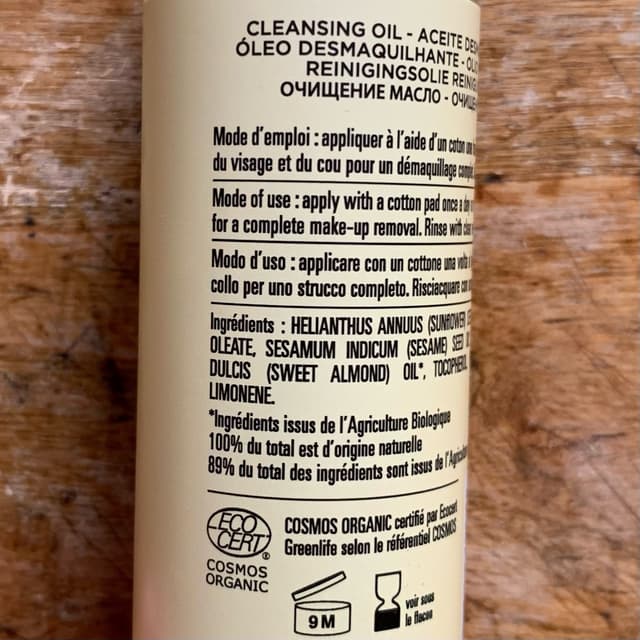 CLEANSING OIL - ACEITE
ÓLEO DESMAQUILHANTE -
REINIGINGSOLIE
ОЧИЩЕНИЕ МАСЛО -
Mode d'emploi : appliquer à l'aide d'un coton une
du visage et du cou pour un démaquillage
Mode of use : apply with a cotton pad once a
for a complete make-up removal. Rinse with
Modo d'uso : applicare con un cottone una volta
collo per uno strucco completo. Risciacquare con
Ingrédients : HELIANTHUS ANNUUS (SUNFLOWER)
OLEATE, SESAMUM INDICUM (SESAME) SEED
DULCIS (SWEET ALMOND) OIL*,
LIMONENE.
*Ingrédients issus de l'Agriculture Biologique
100% du total est d'origine naturelle
89% du total des ingrédients sont issus de
ECO
CERT®
COSMOS
ORGANIC
COSMOS ORGANIC certifié par Ecocert
Greenlife selon le référentiel COSMOS
9M
voir sous
le flacon